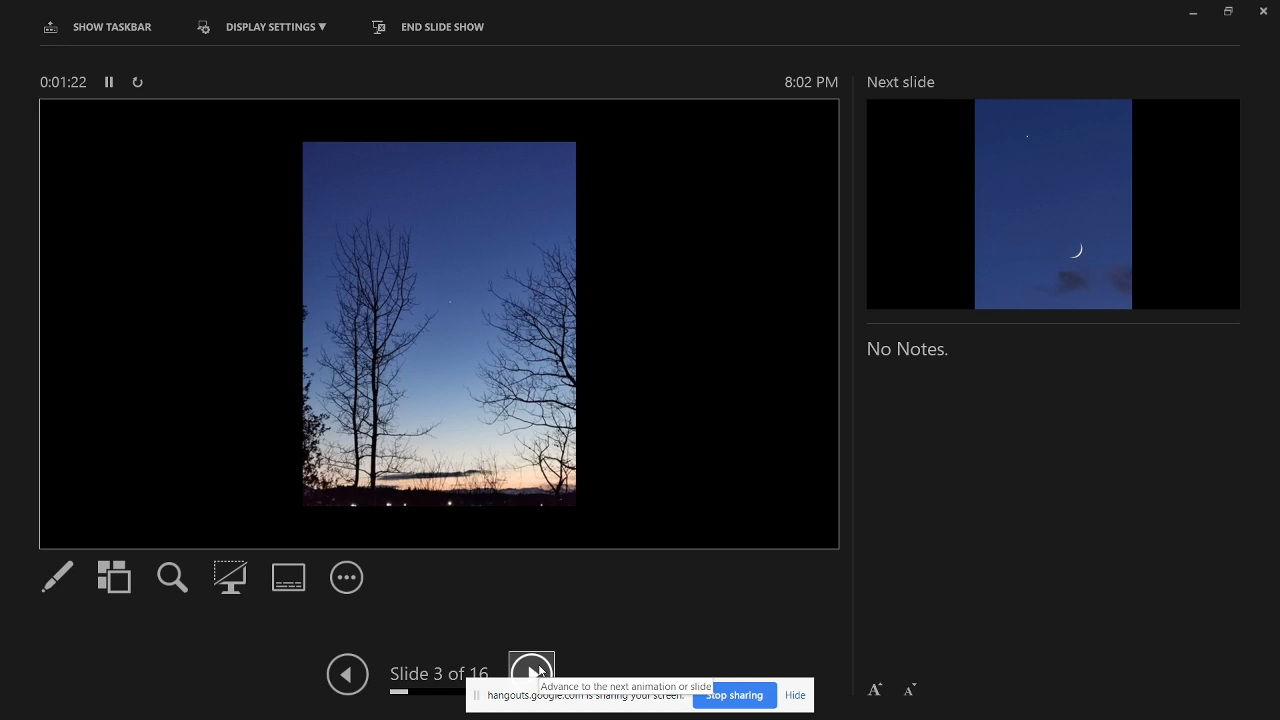 SHOW TASKBAR DISPLAY SETTINGS ▼ END SLIDE SHOW
0:01:22 8:02 PM Next slide
No Notes.
Slide 3 of 16
Advance to the next animation or slide
hangouts.google.com is sharing your screen. Stop sharing Hide
A A